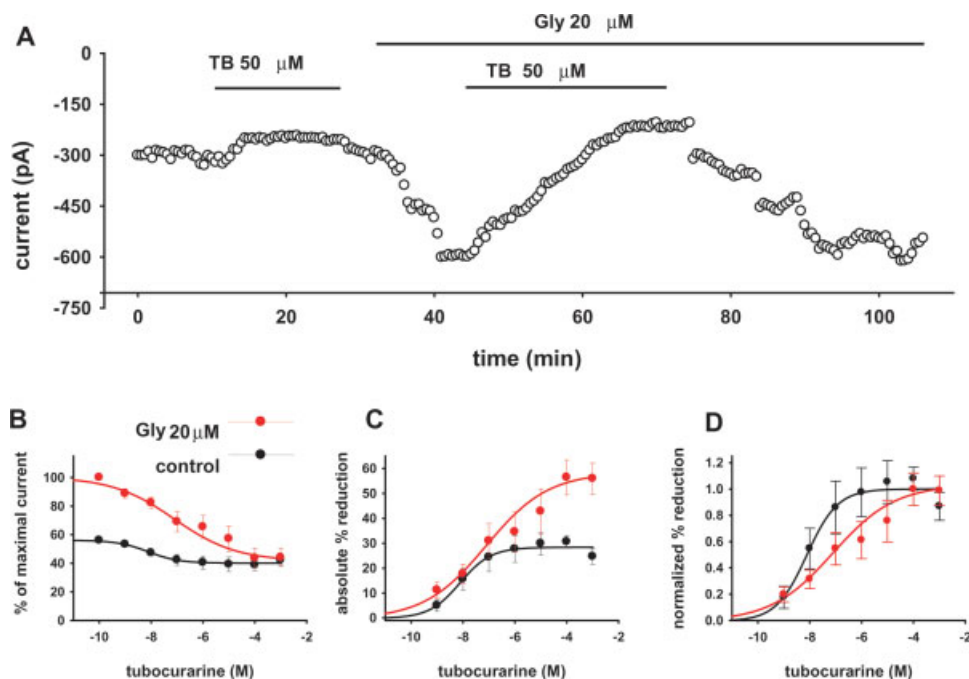 A
Gly 20 μM
TB 50 μM
TB 50 μM
0
-150
-300
-450
-600
-750
current (pA)
0 20 40 60 80 100
time (min)
B
Gly 20 μM
control
100
80
60
40
20
0
% of maximal current
-10 -8 -6 -4 -2
tubocurarine (M)
C
60
50
40
30
20
10
0
absolute % reduction
-10 -8 -6 -4 -2
tubocurarine (M)
D
1.2
1.0
0.8
0.6
0.4
0.2
0.0
normalized % reduction
-10 -8 -6 -4 -2
tubocurarine (M)